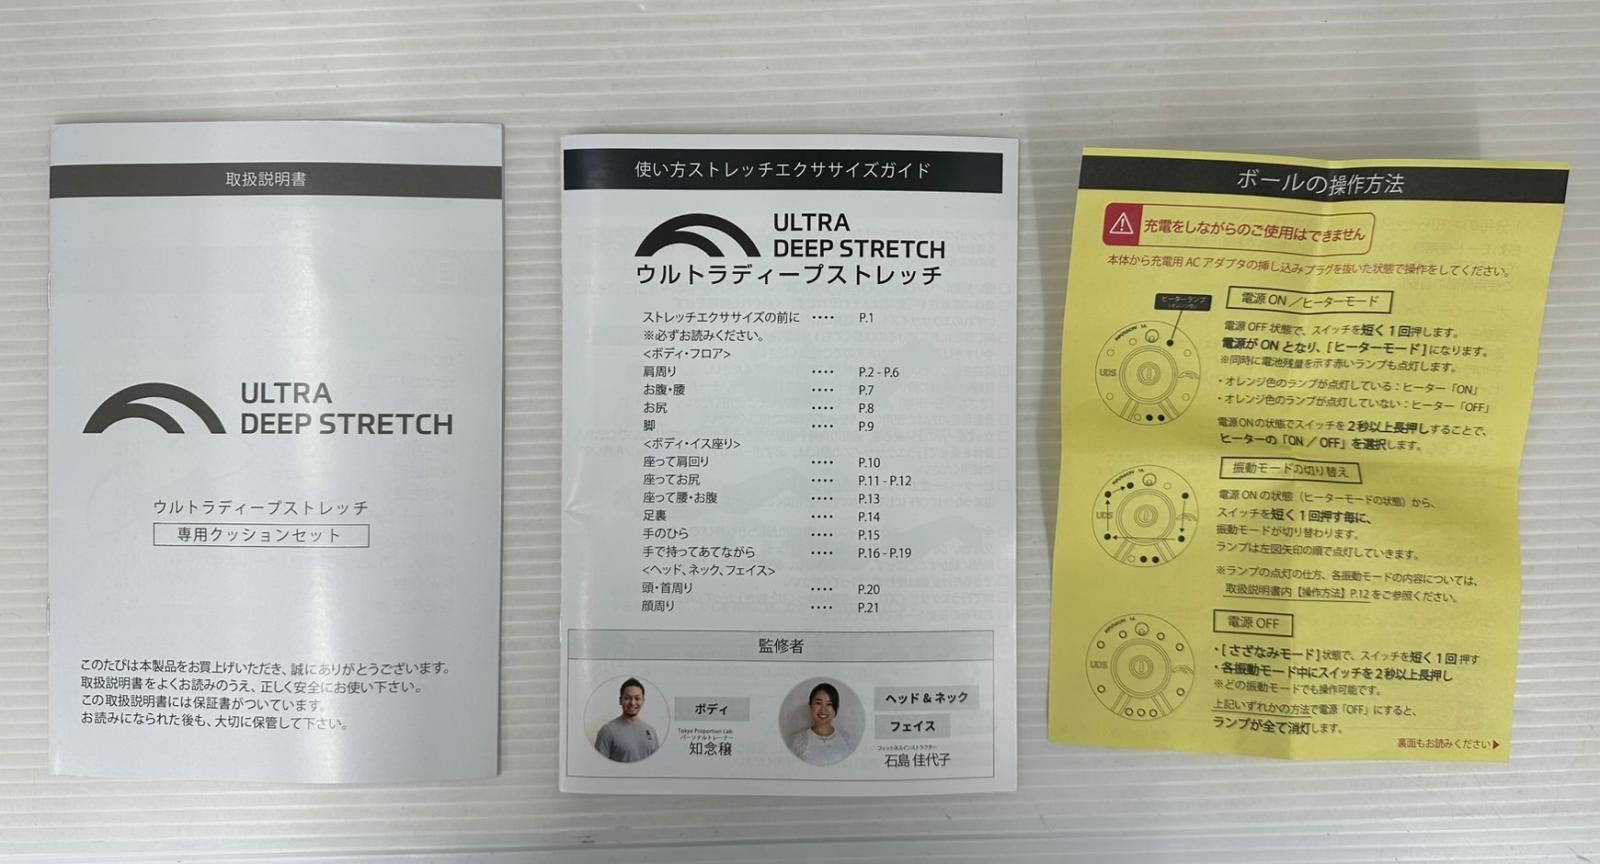 取扱説明書
ULTRA
DEEP STRETCH
ウルトラディープストレッチ
専用クッションセット
このたびは本製品をお買上げいただき、誠にありがとうございます。
取扱説明書をよくお読みのうえ、正しく安全にお使い下さい。
この取扱説明書には保証書がついています。
お読みになられた後も、大切に保管して下さい。
使い方ストレッチエクササイズガイド
ULTRA
DEEP STRETCH
ウルトラディープストレッチ
ストレッチエクササイズの前に ‥‥ P.1
※必ずお読みください。
<ボディ・フロア>
肩周り ‥‥ P.2 - P.6
お腹・腰 ‥‥ P.7
お尻 ‥‥ P.8
脚 ‥‥ P.9
<ボディ・イス座り>
座って肩回り ‥‥ P.10
座ってお尻 ‥‥ P.11 - P.12
座って腰・お腹 ‥‥ P.13
足裏 ‥‥ P.14
手のひら ‥‥ P.15
手で持ってあてながら ‥‥ P.16 - P.19
<ヘッド、ネック、フェイス>
頭・首周り ‥‥ P.20
顔周り ‥‥ P.21
監修者
ボディ
Tokyo Proportion Lab.
パーソナルトレーナー
知念穣
ヘッド & ネック
フェイス
フィットネスインストラクター
石島 佳代子
ボールの操作方法
充電をしながらのご使用はできません
本体から充電用 AC アダプタの挿し込みプラグを抜いた状態で操作をしてください。
ヒーターランプ
(オレンジ色)
電源 ON ／ヒーターモード
電源 OFF 状態で、スイッチを短く 1 回押します。
電源が ON となり、[ ヒーターモード ] になります。
※同時に電池残量を示す赤いランプも点灯します。
・オレンジ色のランプが点灯している：ヒーター「ON」
・オレンジ色のランプが点灯していない：ヒーター「OFF」
電源 ON の状態でスイッチを 2 秒以上長押しすることで、
ヒーターの「ON ／ OFF」を選択します。
UDS
振動モードの切り替え
電源 ON の状態（ヒーターモードの状態）から、
スイッチを短く 1 回押す毎に、
振動モードが切り替わります。
ランプは左図矢印の順で点灯していきます。
※ランプの点灯の仕方、各振動モードの内容については、
取扱説明書内【操作方法】P.12 をご参照ください。
UDS
電源 OFF
・[ さざなみモード ] 状態で、スイッチを短く 1 回 押す
・各振動モード中にスイッチを 2 秒以上長押し
※どの振動モードでも操作可能です。
上記いずれかの方法で電源「OFF」にすると、
ランプが全て消灯します。
UDS
裏面もお読みください▶